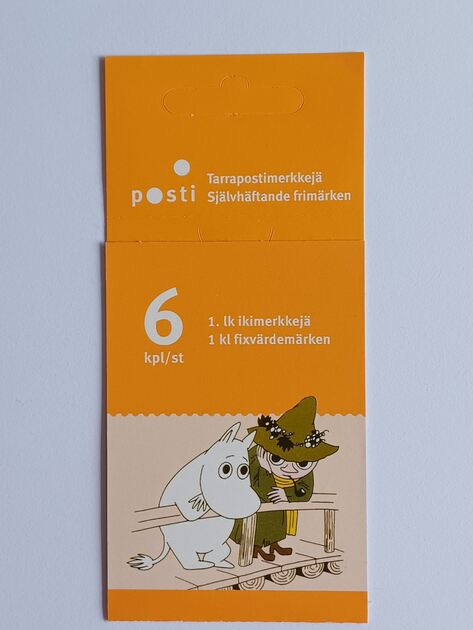 posti
Tarrapostimerkkejä
Självhäftande frimärken
6
kpl/st
1. lk ikimerkkejä
1 kl fixvärdemärken